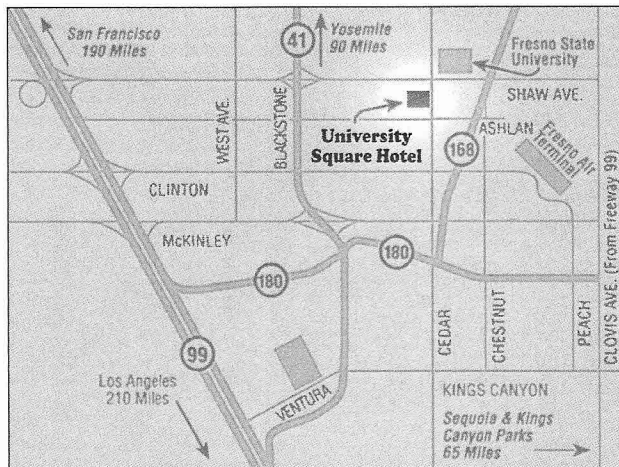 San Francisco
190 Miles
41
Yosemite
90 Miles
Fresno State
University
SHAW AVE.
WEST AVE.
BLACKSTONE
University
Square Hotel
ASHLAN
168
Fresno Air
Terminal
CLINTON
McKINLEY
180
180
CLOVIS AVE. (From Freeway 99)
CEDAR
CHESTNUT
PEACH
99
Los Angeles
210 Miles
VENTURA
KINGS CANYON
Sequoia & Kings
Canyon Parks
65 Miles